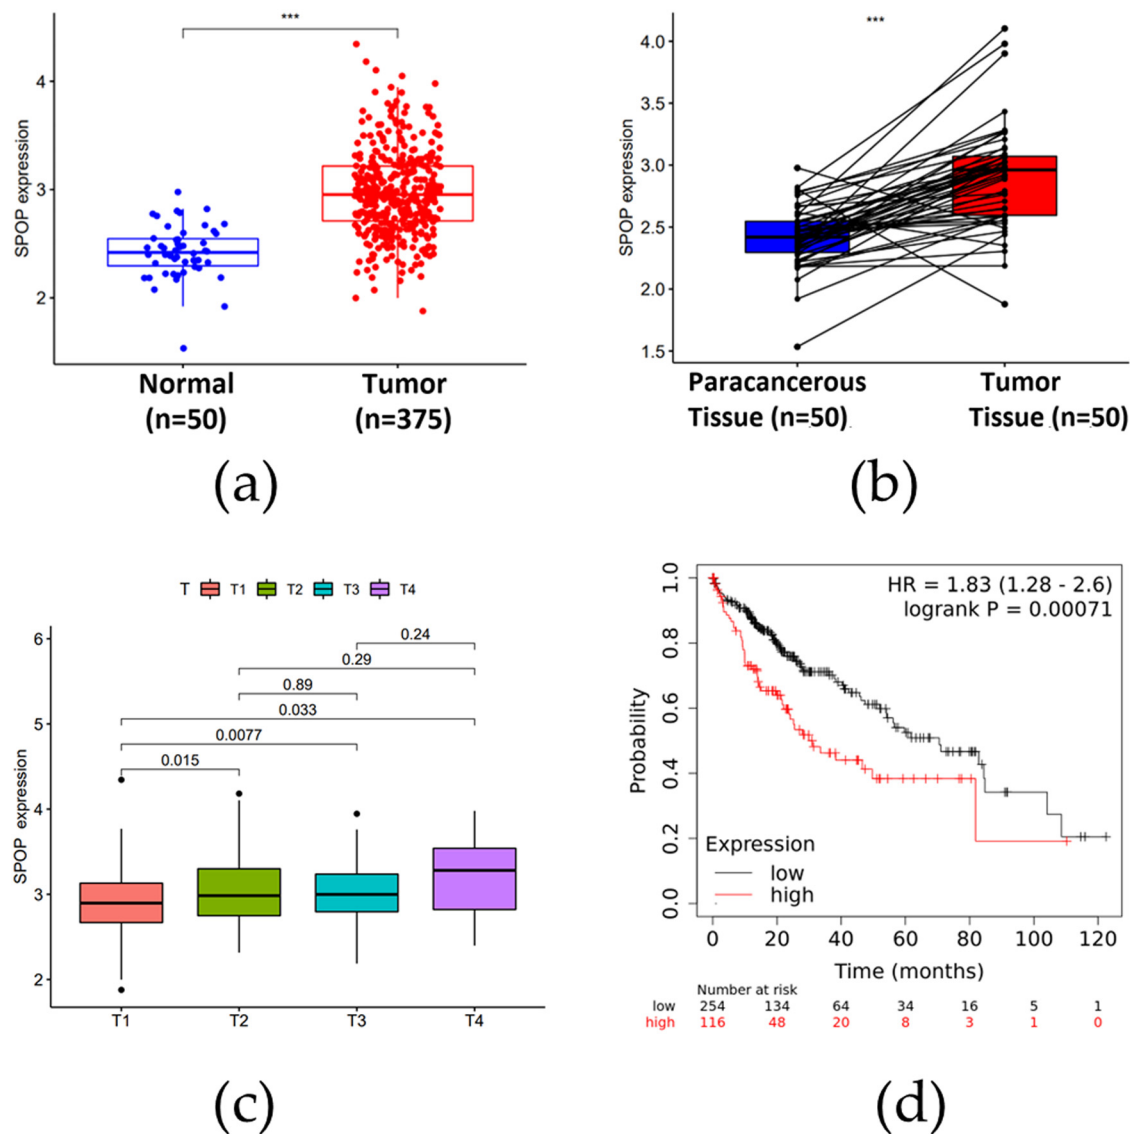 ***
SPOP expression
4
3
2
Normal
(n=50)
Tumor
(n=375)
(a)
***
SPOP expression
4.0
3.5
3.0
2.5
2.0
1.5
Paracancerous
Tissue (n=50)
Tumor
Tissue (n=50)
(b)
T T1 T2 T3 T4
SPOP expression
6
5
4
3
2
0.24
0.29
0.89
0.033
0.0077
0.015
T1 T2 T3 T4
(c)
HR = 1.83 (1.28 - 2.6)
logrank P = 0.00071
Probability
1.0
0.8
0.6
0.4
0.2
0.0
Expression
low
high
0 20 40 60 80 100 120
Time (months)
Number at risk
low 254 134 64 34 16 5 1
high 116 48 20 8 3 1 0
(d)